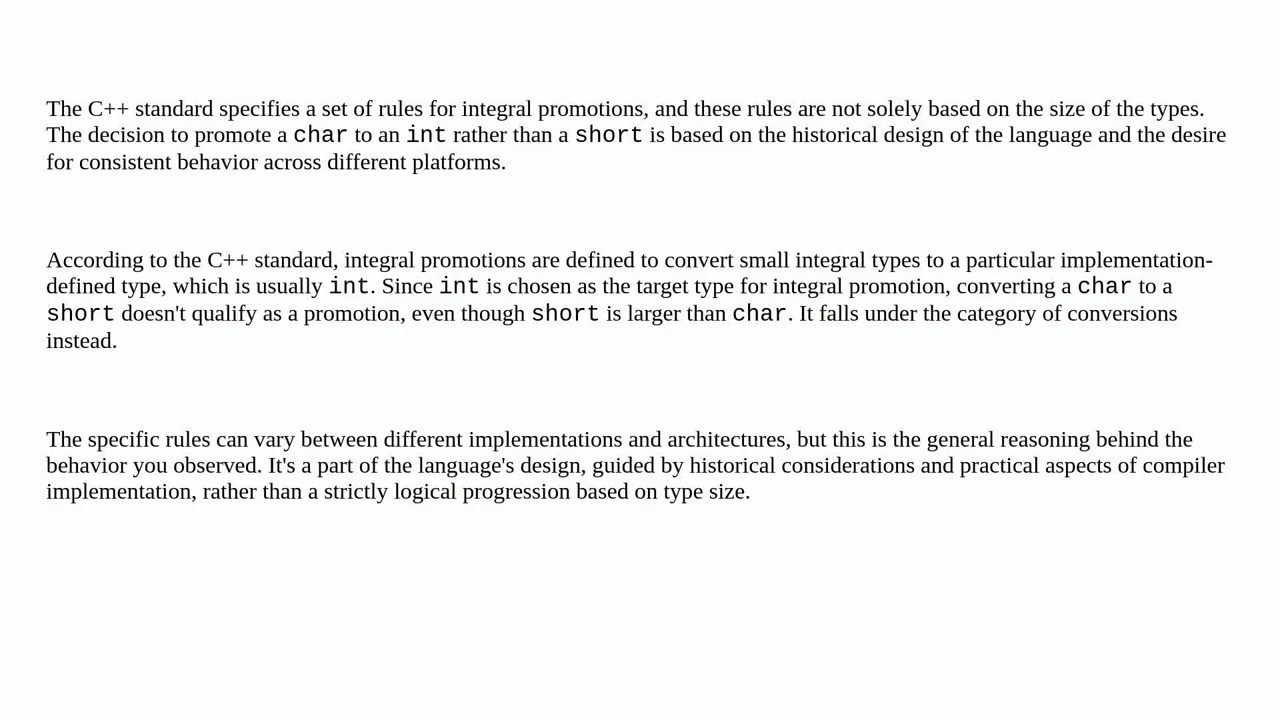 The C++ standard specifies a set of rules for integral promotions, and these rules are not solely based on the size of the types.
The decision to promote a char to an int rather than a short is based on the historical design of the language and the desire
for consistent behavior across different platforms.
According to the C++ standard, integral promotions are defined to convert small integral types to a particular implementation-
defined type, which is usually int. Since int is chosen as the target type for integral promotion, converting a char to a
short doesn't qualify as a promotion, even though short is larger than char. It falls under the category of conversions
instead.
The specific rules can vary between different implementations and architectures, but this is the general reasoning behind the
behavior you observed. It's a part of the language's design, guided by historical considerations and practical aspects of compiler
implementation, rather than a strictly logical progression based on type size.